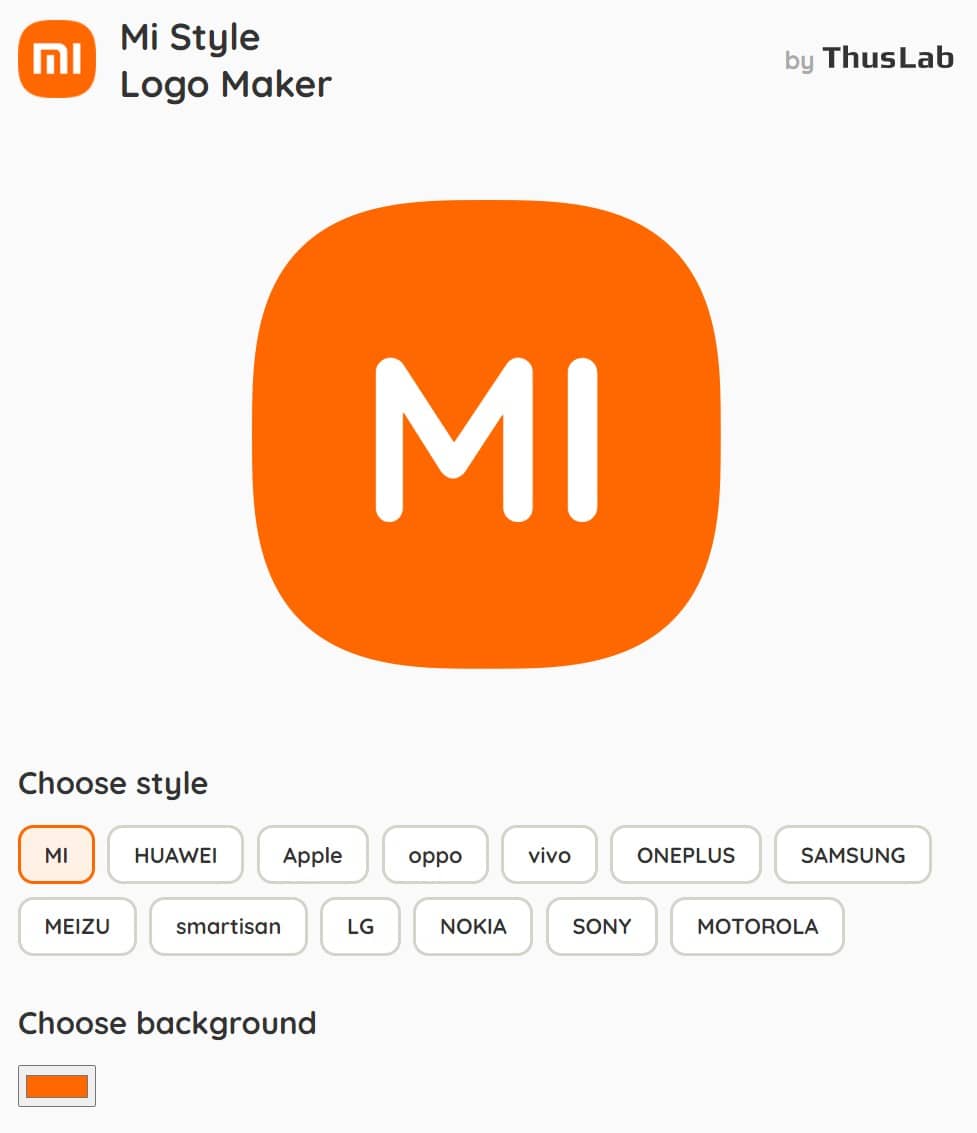 MI
Mi Style
Logo Maker
by ThusLab
MI
Choose style
MI HUAWEI Apple oppo vivo ONEPLUS SAMSUNG
MEIZU smartisan LG NOKIA SONY MOTOROLA
Choose background